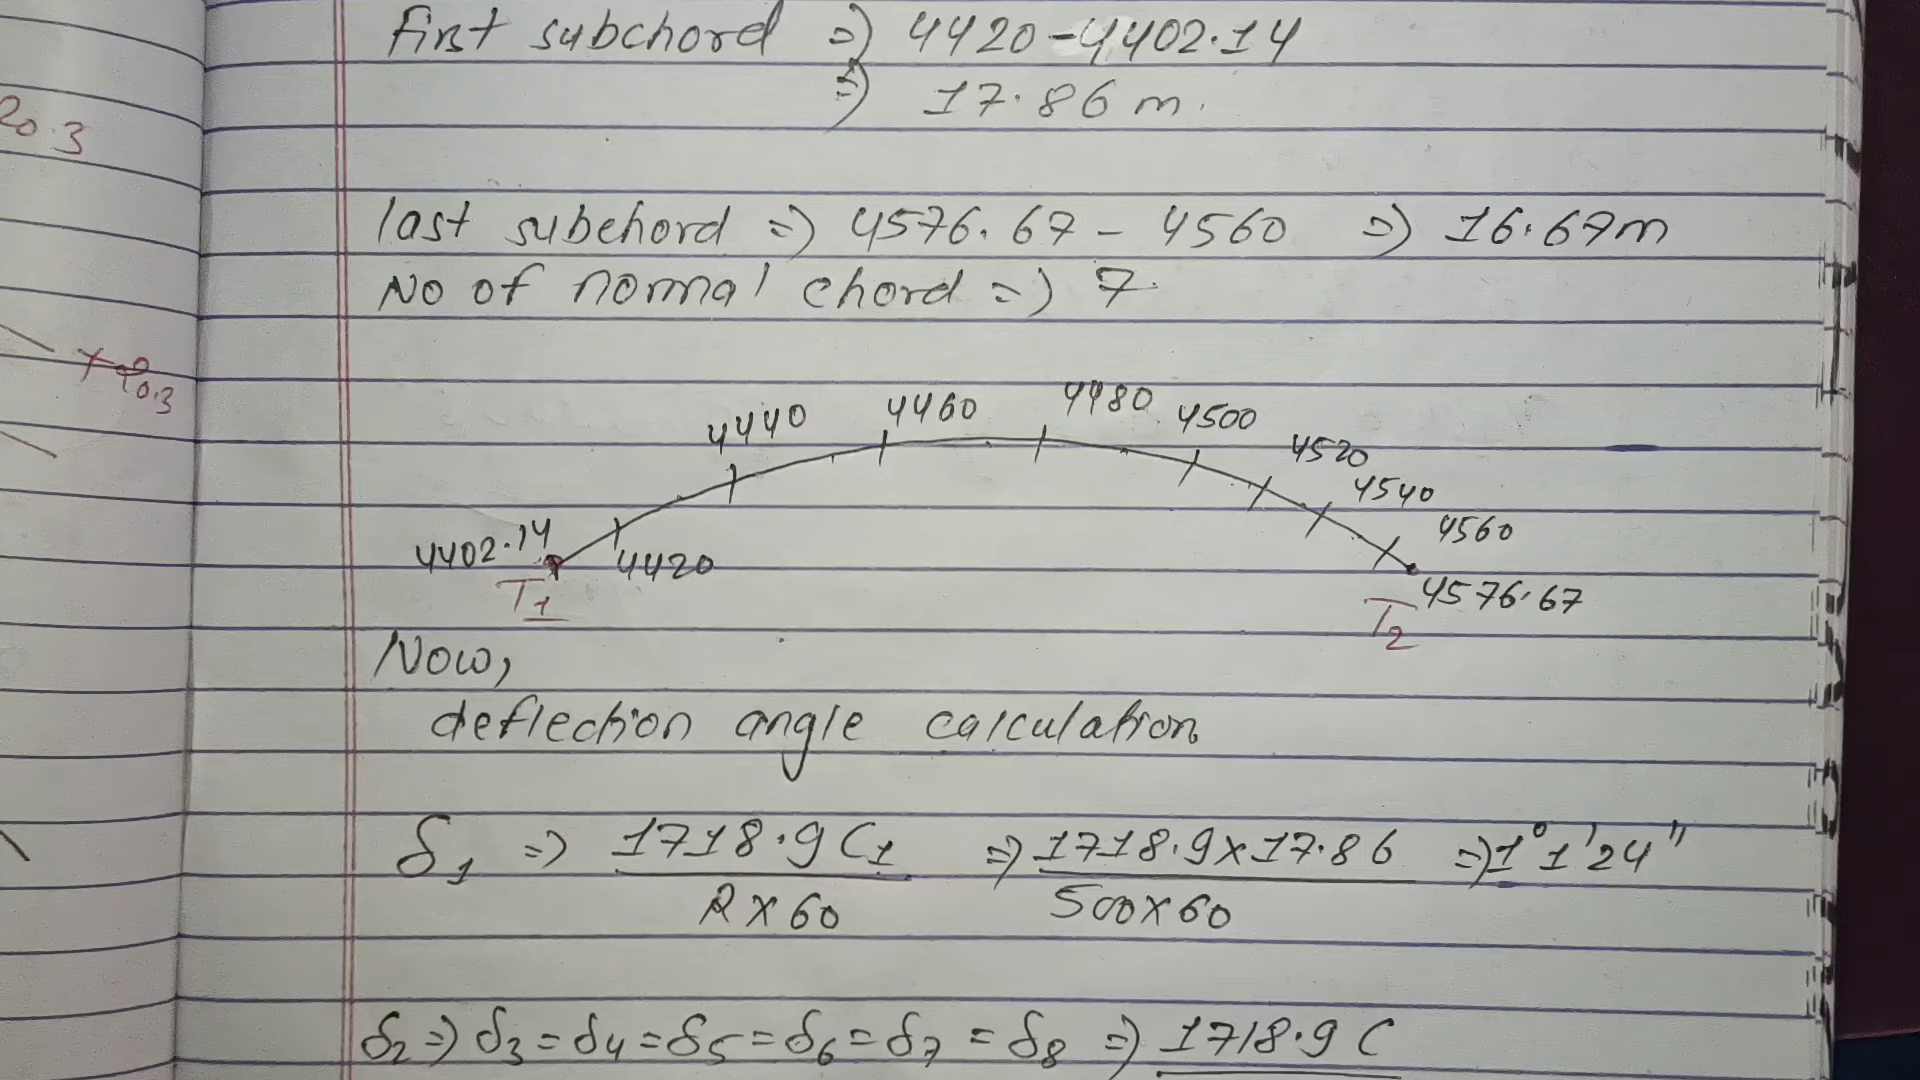 First subchord => 4420-4402.14
=> 17.86 m.
20.3
last subchord => 4576.67 - 4560 => 16.67m
No of normal chord => 7.
4440 4460 4480 4500
4520
4540
4560
4402.14
4420
T1
4576.67
T2
Now,
deflection angle calculation
δ1 => 1718.9 C1 / R×60 => 1718.9×17.86 / 500×60 => 1°1'24"
δ2 => δ3 = δ4 = δ5 = δ6 = δ7 = δ8 => 1718.9 C